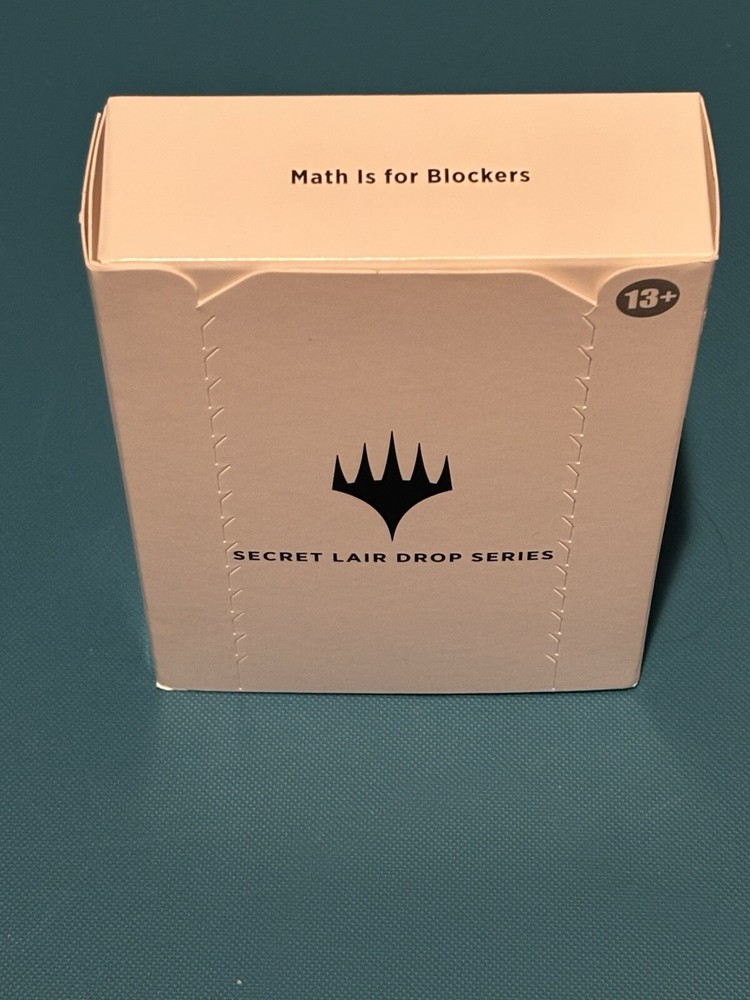 Math Is for Blockers
13+
SECRET LAIR DROP SERIES